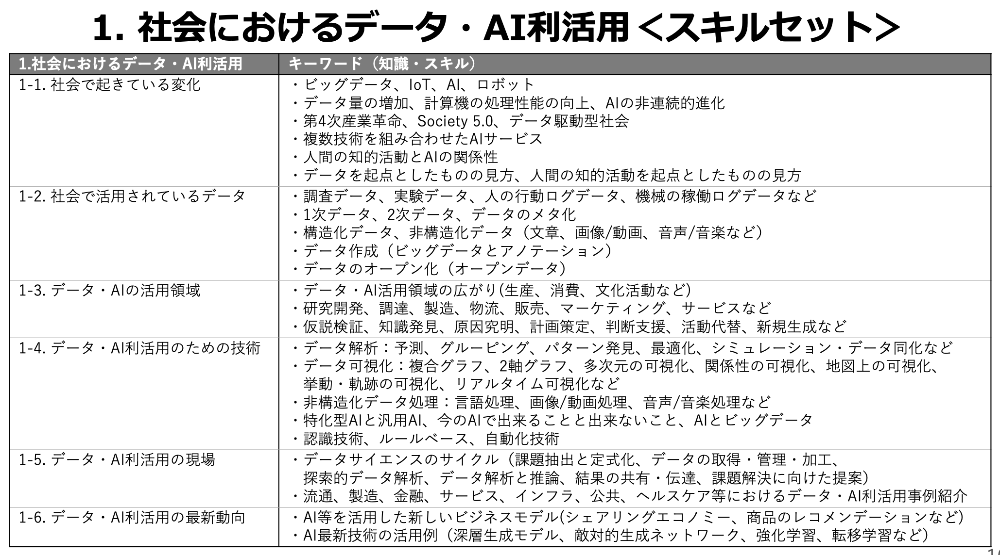 1. 社会におけるデータ・AI利活用＜スキルセット＞
1.社会におけるデータ・AI利活用
キーワード（知識・スキル）
1-1. 社会で起きている変化
・ビッグデータ、IoT、AI、ロボット
・データ量の増加、計算機の処理性能の向上、AIの非連続的進化
・第4次産業革命、Society 5.0、データ駆動型社会
・複数技術を組み合わせたAIサービス
・人間の知的活動とAIの関係性
・データを起点としたものの見方、人間の知的活動を起点としたものの見方
1-2. 社会で活用されているデータ
・調査データ、実験データ、人の行動ログデータ、機械の稼働ログデータなど
・1次データ、2次データ、データのメタ化
・構造化データ、非構造化データ（文章、画像/動画、音声/音楽など）
・データ作成（ビッグデータとアノテーション）
・データのオープン化（オープンデータ）
1-3. データ・AIの活用領域
・データ・AI活用領域の広がり(生産、消費、文化活動など)
・研究開発、調達、製造、物流、販売、マーケティング、サービスなど
・仮説検証、知識発見、原因究明、計画策定、判断支援、活動代替、新規生成など
1-4. データ・AI利活用のための技術
・データ解析：予測、グルーピング、パターン発見、最適化、シミュレーション・データ同化など
・データ可視化：複合グラフ、2軸グラフ、多次元の可視化、関係性の可視化、地図上の可視化、
挙動・軌跡の可視化、リアルタイム可視化など
・非構造化データ処理：言語処理、画像/動画処理、音声/音楽処理など
・特化型AIと汎用AI、今のAIで出来ることと出来ないこと、AIとビッグデータ
・認識技術、ルールベース、自動化技術
1-5. データ・AI利活用の現場
・データサイエンスのサイクル（課題抽出と定式化、データの取得・管理・加工、
探索的データ解析、データ解析と推論、結果の共有・伝達、課題解決に向けた提案）
・流通、製造、金融、サービス、インフラ、公共、ヘルスケア等におけるデータ・AI利活用事例紹介
1-6. データ・AI利活用の最新動向
・AI等を活用した新しいビジネスモデル(シェアリングエコノミー、商品のレコメンデーションなど)
・AI最新技術の活用例（深層生成モデル、敵対的生成ネットワーク、強化学習、転移学習など）